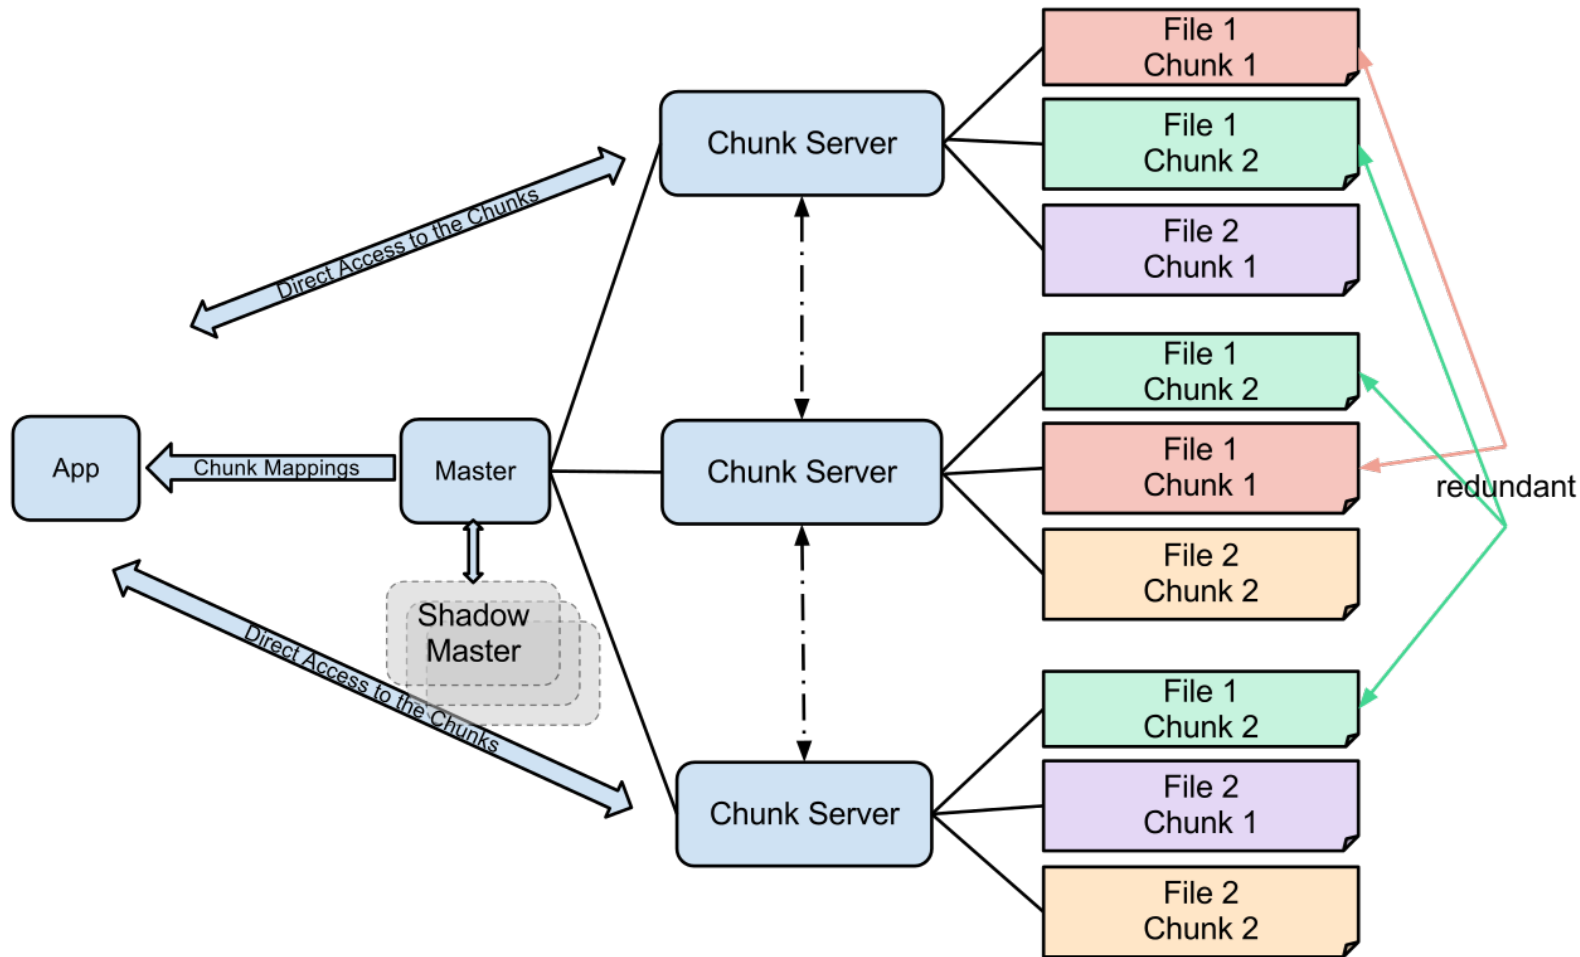 File 1
Chunk 1
File 1
Chunk 2
File 2
Chunk 1
Chunk Server
Direct Access to the Chunks
File 1
Chunk 2
File 1
Chunk 1
File 2
Chunk 2
App
Chunk Mappings
Master
Chunk Server
redundant
Shadow
Master
Direct Access to the Chunks
File 1
Chunk 2
File 2
Chunk 1
File 2
Chunk 2
Chunk Server